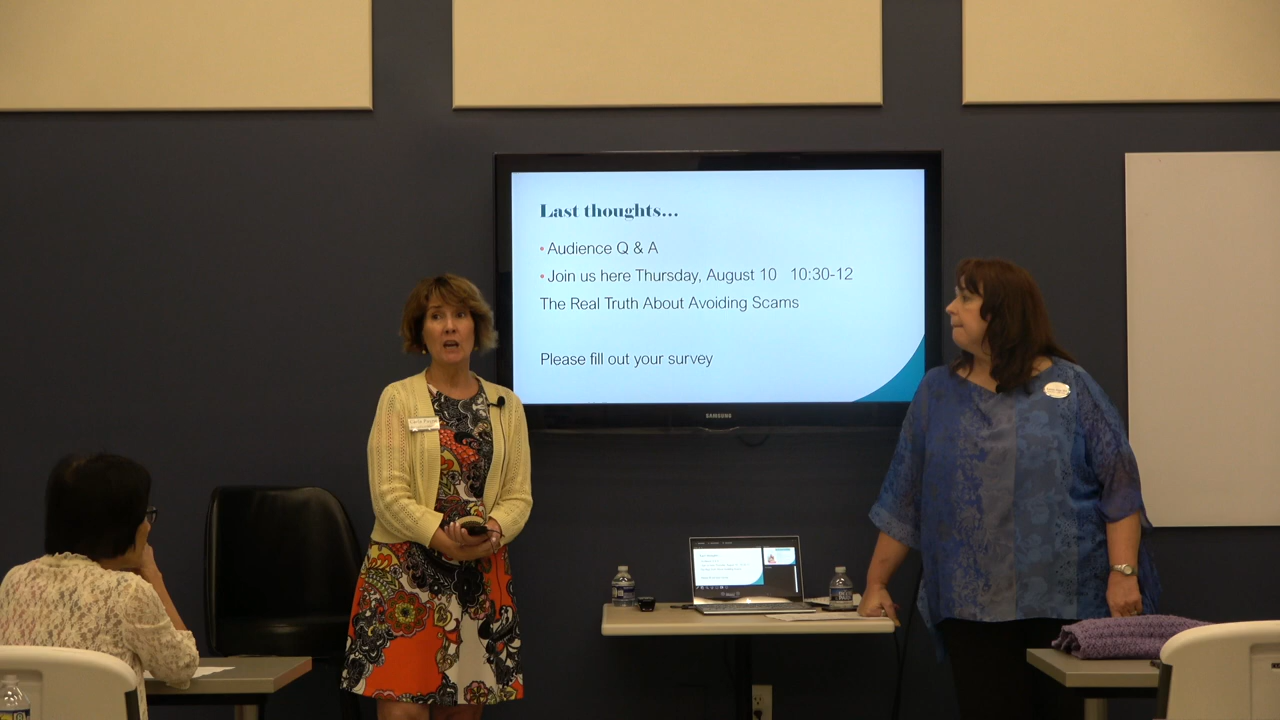 Last thoughts...
• Audience Q & A
• Join us here Thursday, August 10 10:30-12
The Real Truth About Avoiding Scams
Please fill out your survey
SAMSUNG